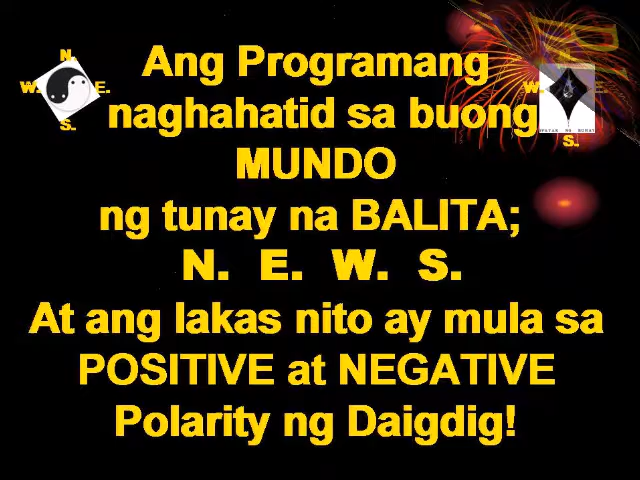 N.
W. E.
S.
W. E.
S.
Ang Programang
naghahatid sa buong
MUNDO
ng tunay na BALITA;
N. E. W. S.
At ang lakas nito ay mula sa
POSITIVE at NEGATIVE
Polarity ng Daigdig!